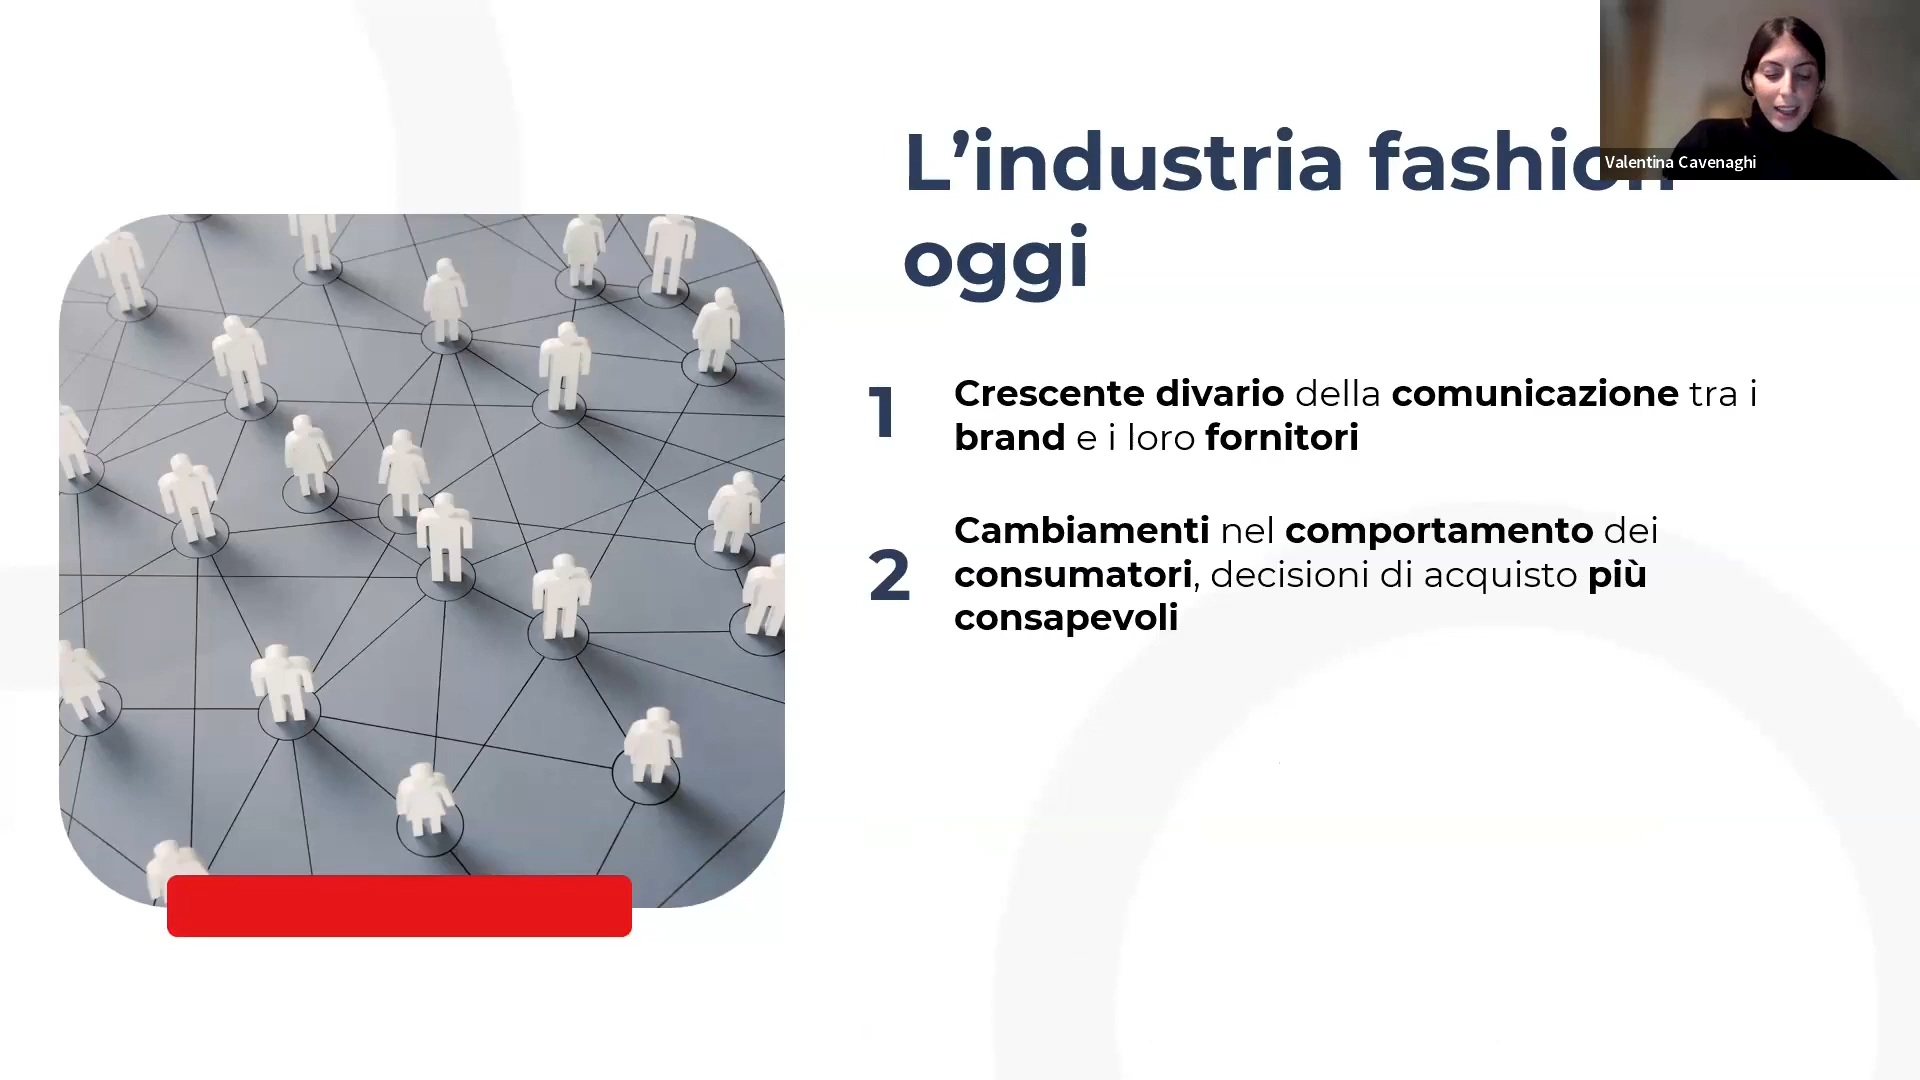 L’industria fashion
oggi
Valentina Cavenaghi
1
Crescente divario della comunicazione tra i
brand e i loro fornitori
2
Cambiamenti nel comportamento dei
consumatori, decisioni di acquisto più
consapevoli